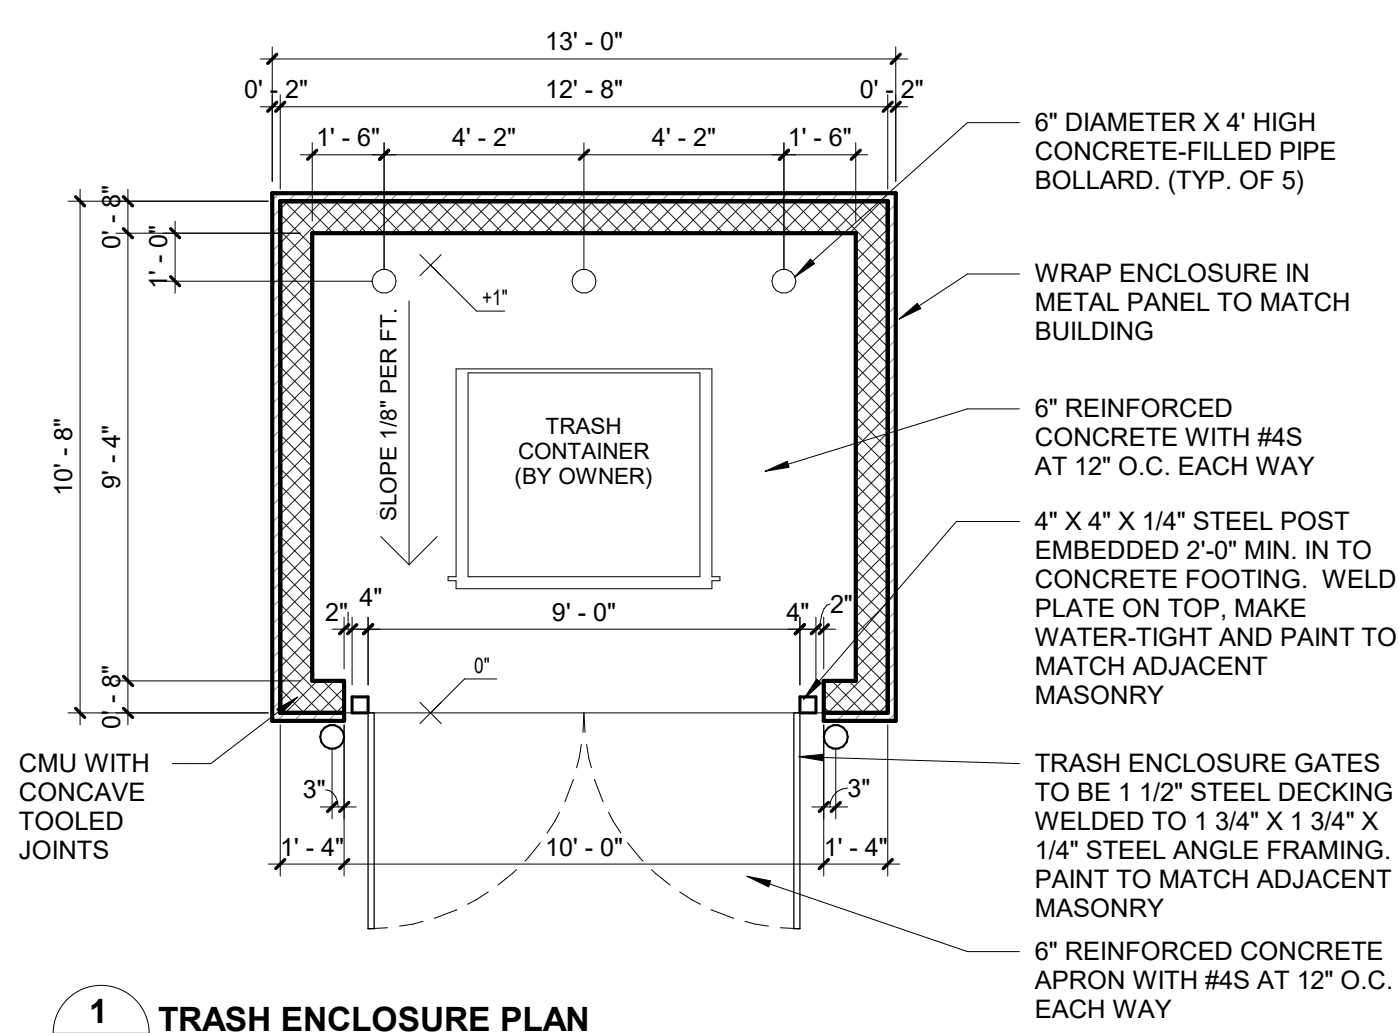 13' - 0"
0' - 2"
12' - 8"
0' - 2"
1' - 6"
4' - 2"
4' - 2"
1' - 6"
6" DIAMETER X 4' HIGH
CONCRETE-FILLED PIPE
BOLLARD. (TYP. OF 5)
0' - 8"
1' - 0"
+1"
WRAP ENCLOSURE IN
METAL PANEL TO MATCH
BUILDING
10' - 8"
9' - 4"
SLOPE 1/8" PER FT.
TRASH
CONTAINER
(BY OWNER)
6" REINFORCED
CONCRETE WITH #4S
AT 12" O.C. EACH WAY
2"
4"
9' - 0"
4"
2"
4" X 4" X 1/4" STEEL POST
EMBEDDED 2'-0" MIN. IN TO
CONCRETE FOOTING.  WELD
PLATE ON TOP, MAKE
WATER-TIGHT AND PAINT TO
MATCH ADJACENT
MASONRY
0' - 8"
0"
CMU WITH
CONCAVE
TOOLED
JOINTS
3"
3"
1' - 4"
10' - 0"
1' - 4"
TRASH ENCLOSURE GATES
TO BE 1 1/2" STEEL DECKING
WELDED TO 1 3/4" X 1 3/4" X
1/4" STEEL ANGLE FRAMING.
PAINT TO MATCH ADJACENT
MASONRY
6" REINFORCED CONCRETE
APRON WITH #4S AT 12" O.C.
EACH WAY
1
TRASH ENCLOSURE PLAN